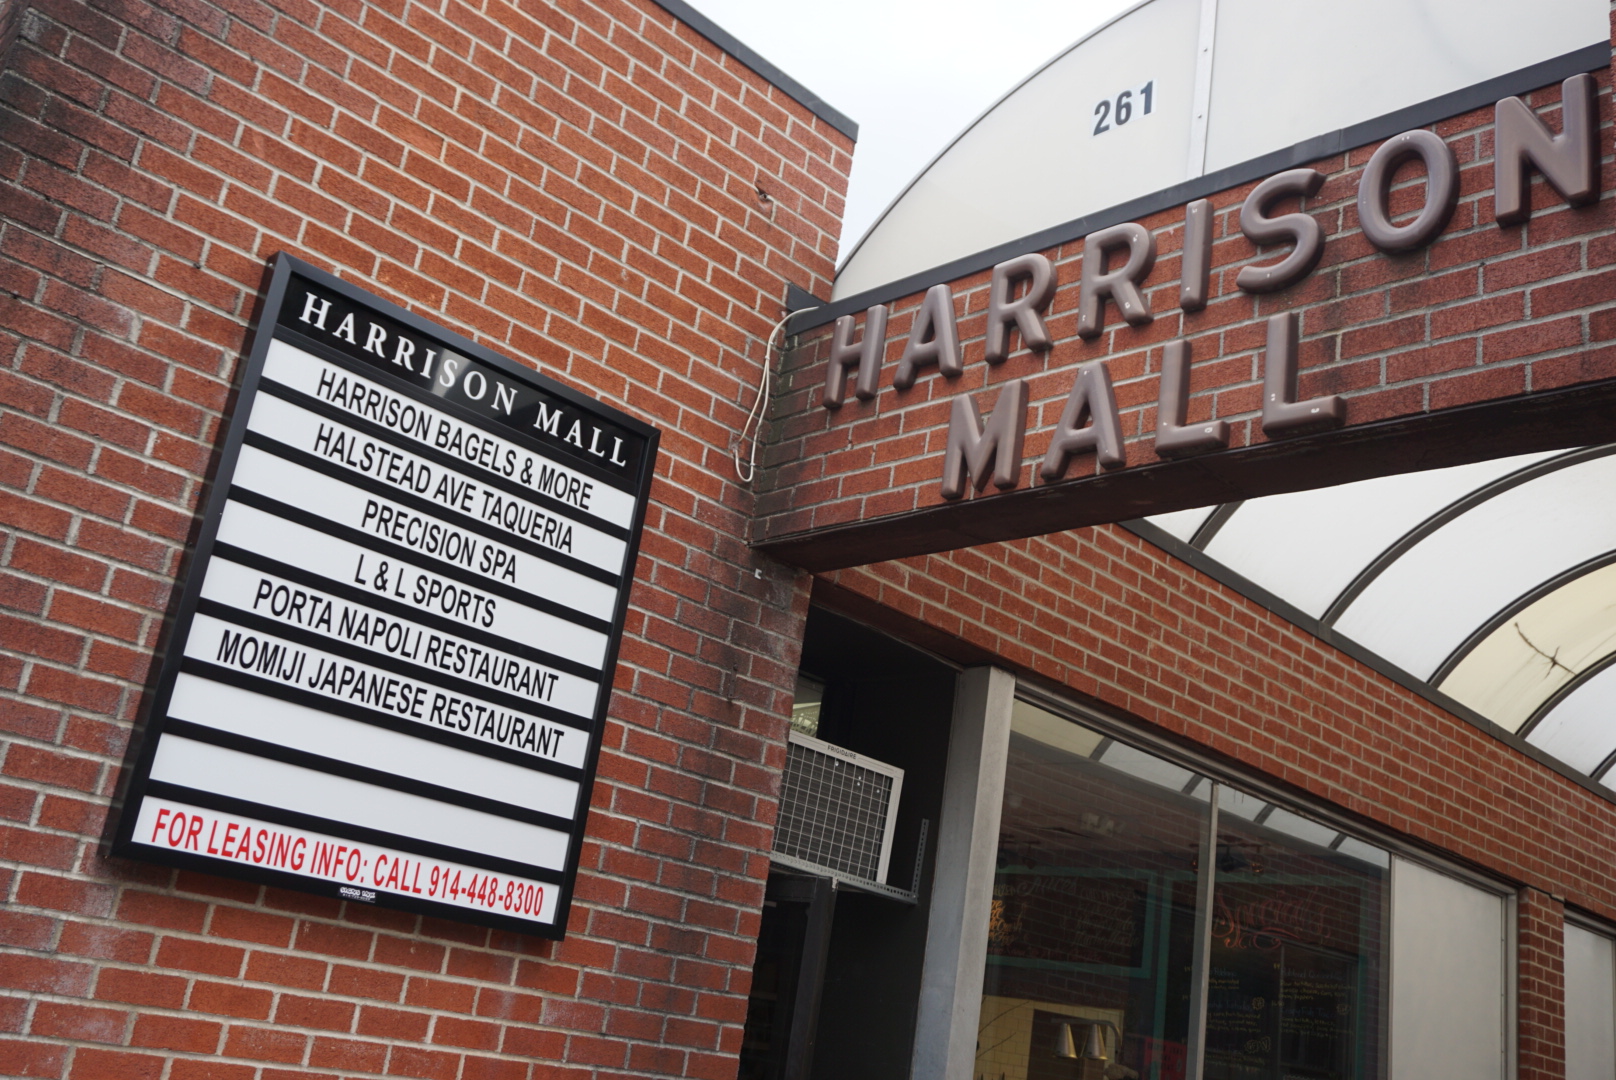 HARRISON MALL
HARRISON BAGELS & MORE
HALSTEAD AVE TAQUERIA
PRECISION SPA
L & L SPORTS
PORTA NAPOLI RESTAURANT
MOMIJI JAPANESE RESTAURANT
FOR LEASING INFO: CALL 914-448-8300
261
HARRISON
MALL
FRIGIDAIRE